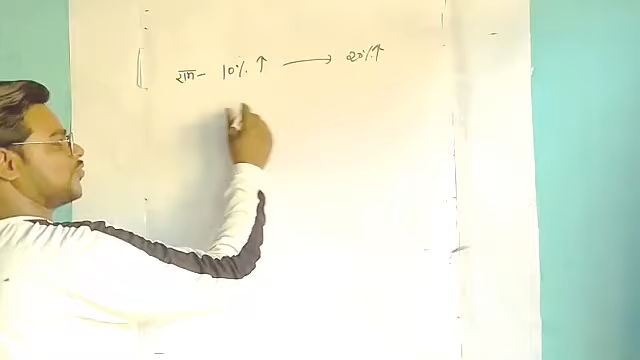 राम - 10% ↑ ⟶ 20% ↑